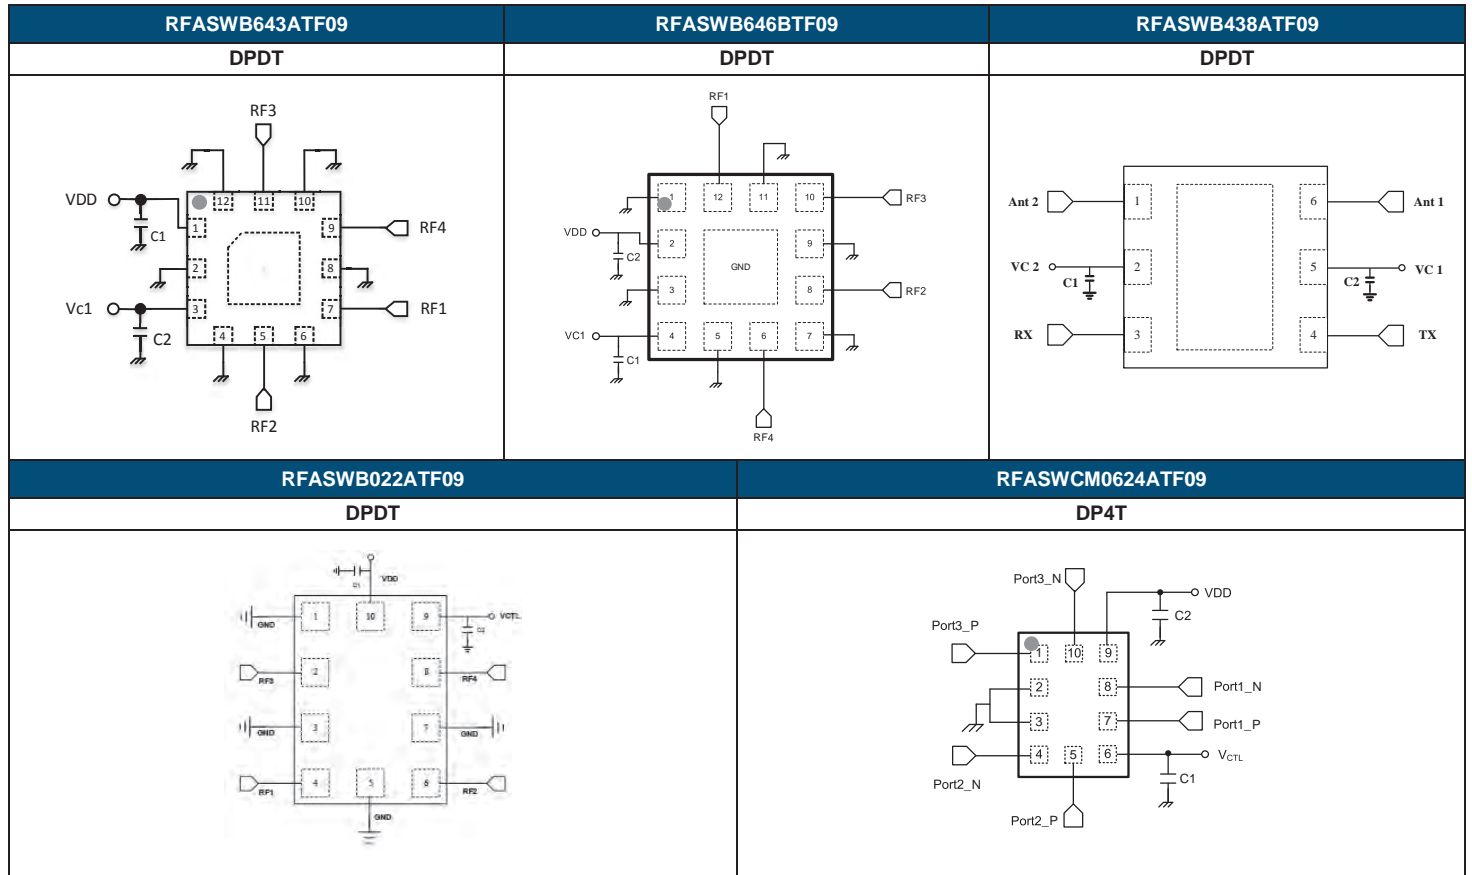 RFASWB643ATF09
RFASWB646BTF09
RFASWB438ATF09
DPDT
DPDT
DPDT
RF3
12
11
10
VDD
C1
1
9
RF4
2
8
Vc1
C2
3
7
RF1
4
5
6
RF2
RF1
1
12
11
10
RF3
VDD
C2
2
GND
9
3
8
RF2
VC1
C1
4
5
6
7
RF4
Ant 2
1
6
Ant 1
VC 2
C1
2
5
C2
VC 1
RX
3
4
TX
RFASWB022ATF09
RFASWCM0624ATF09
DPDT
DP4T
C1
VDD
GND
1
10
9
VCTL
C2
RF3
2
8
RF4
GND
3
7
GND
RF1
4
5
6
RF2
GND
Port3_N
VDD
C2
Port3_P
1
10
9
2
8
Port1_N
3
7
Port1_P
4
5
6
VCTL
Port2_N
C1
Port2_P